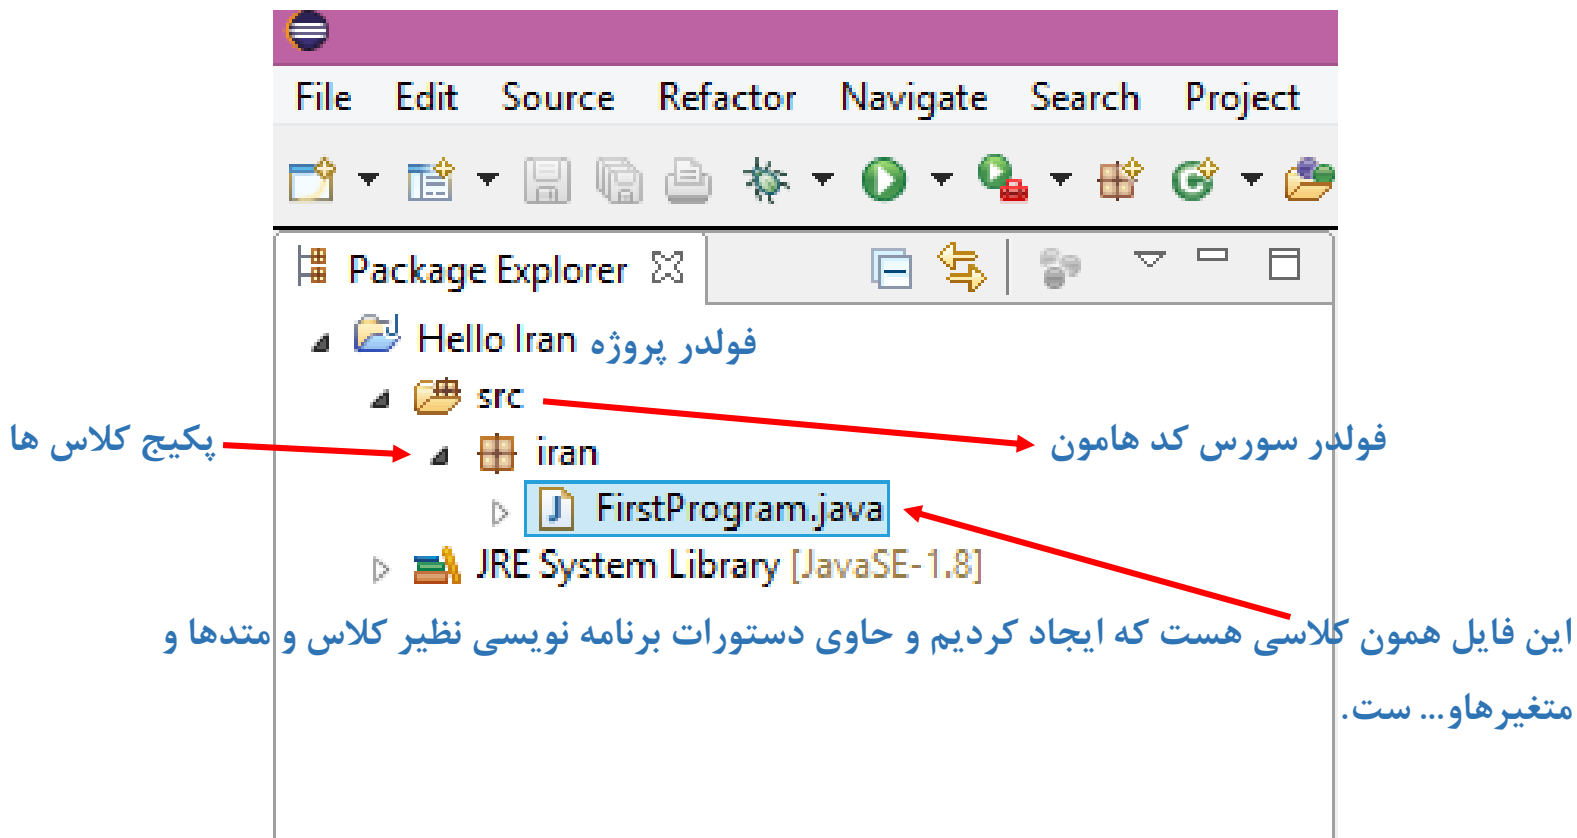 File Edit Source Refactor Navigate Search Project
Package Explorer
Hello Iran فولدر پروژه
src
فولدر سورس کد هامون
پکیج کلاس ها
iran
FirstProgram.java
JRE System Library [JavaSE-1.8]
این فایل همون کلاسی هست که ایجاد کردیم و حاوی دستورات برنامه نویسی نظیر کلاس و متدها و
متغیرهاو... ست.